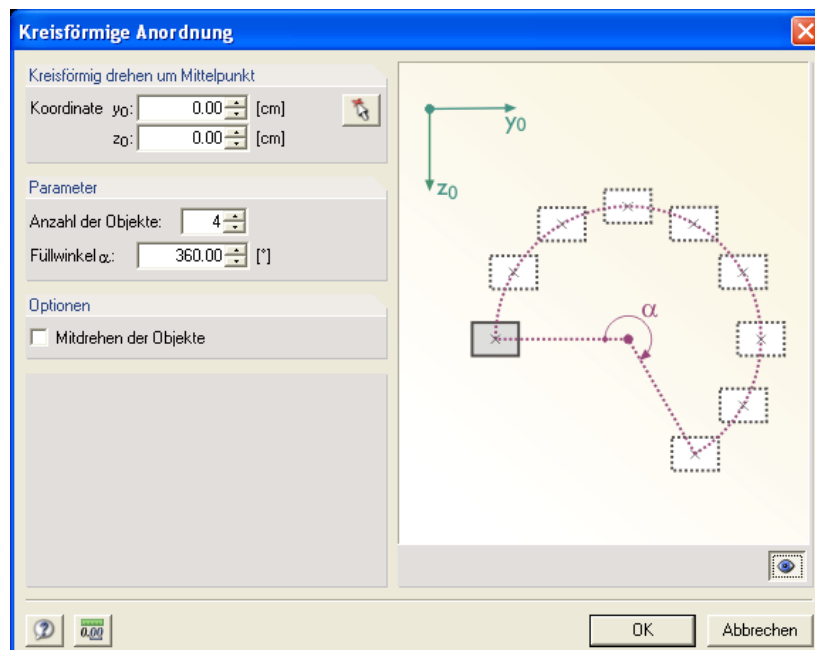 Kreisförmige Anordnung
Kreisförmig drehen um Mittelpunkt
Koordinate y0: 0.00 [cm]
z0: 0.00 [cm]
Parameter
Anzahl der Objekte: 4
Füllwinkel α: 360.00 [°]
Optionen
Mitdrehen der Objekte
y0
z0
α
0.00
OK
Abbrechen